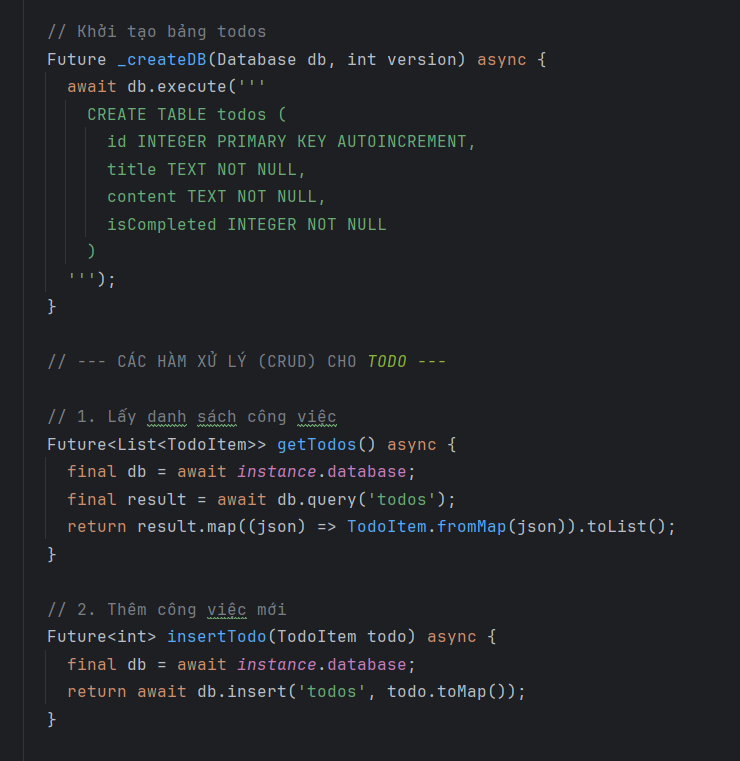 // Khởi tạo bảng todos
Future _createDB(Database db, int version) async {
  await db.execute('''
    CREATE TABLE todos (
      id INTEGER PRIMARY KEY AUTOINCREMENT,
      title TEXT NOT NULL,
      content TEXT NOT NULL,
      isCompleted INTEGER NOT NULL
    )
  ''');
}
// --- CÁC HÀM XỬ LÝ (CRUD) CHO TODO ---
// 1. Lấy danh sách công việc
Future<List<TodoItem>> getTodos() async {
  final db = await instance.database;
  final result = await db.query('todos');
  return result.map((json) => TodoItem.fromMap(json)).toList();
}
// 2. Thêm công việc mới
Future<int> insertTodo(TodoItem todo) async {
  final db = await instance.database;
  return await db.insert('todos', todo.toMap());
}